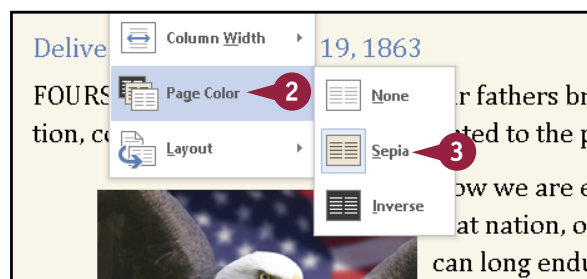 Delive 19, 1863
Column Width
FOURS r fathers br
Page Color 2
None
tion, co ted to the p
Layout
Sepia 3
ow we are e
Inverse
at nation, o
can long endu